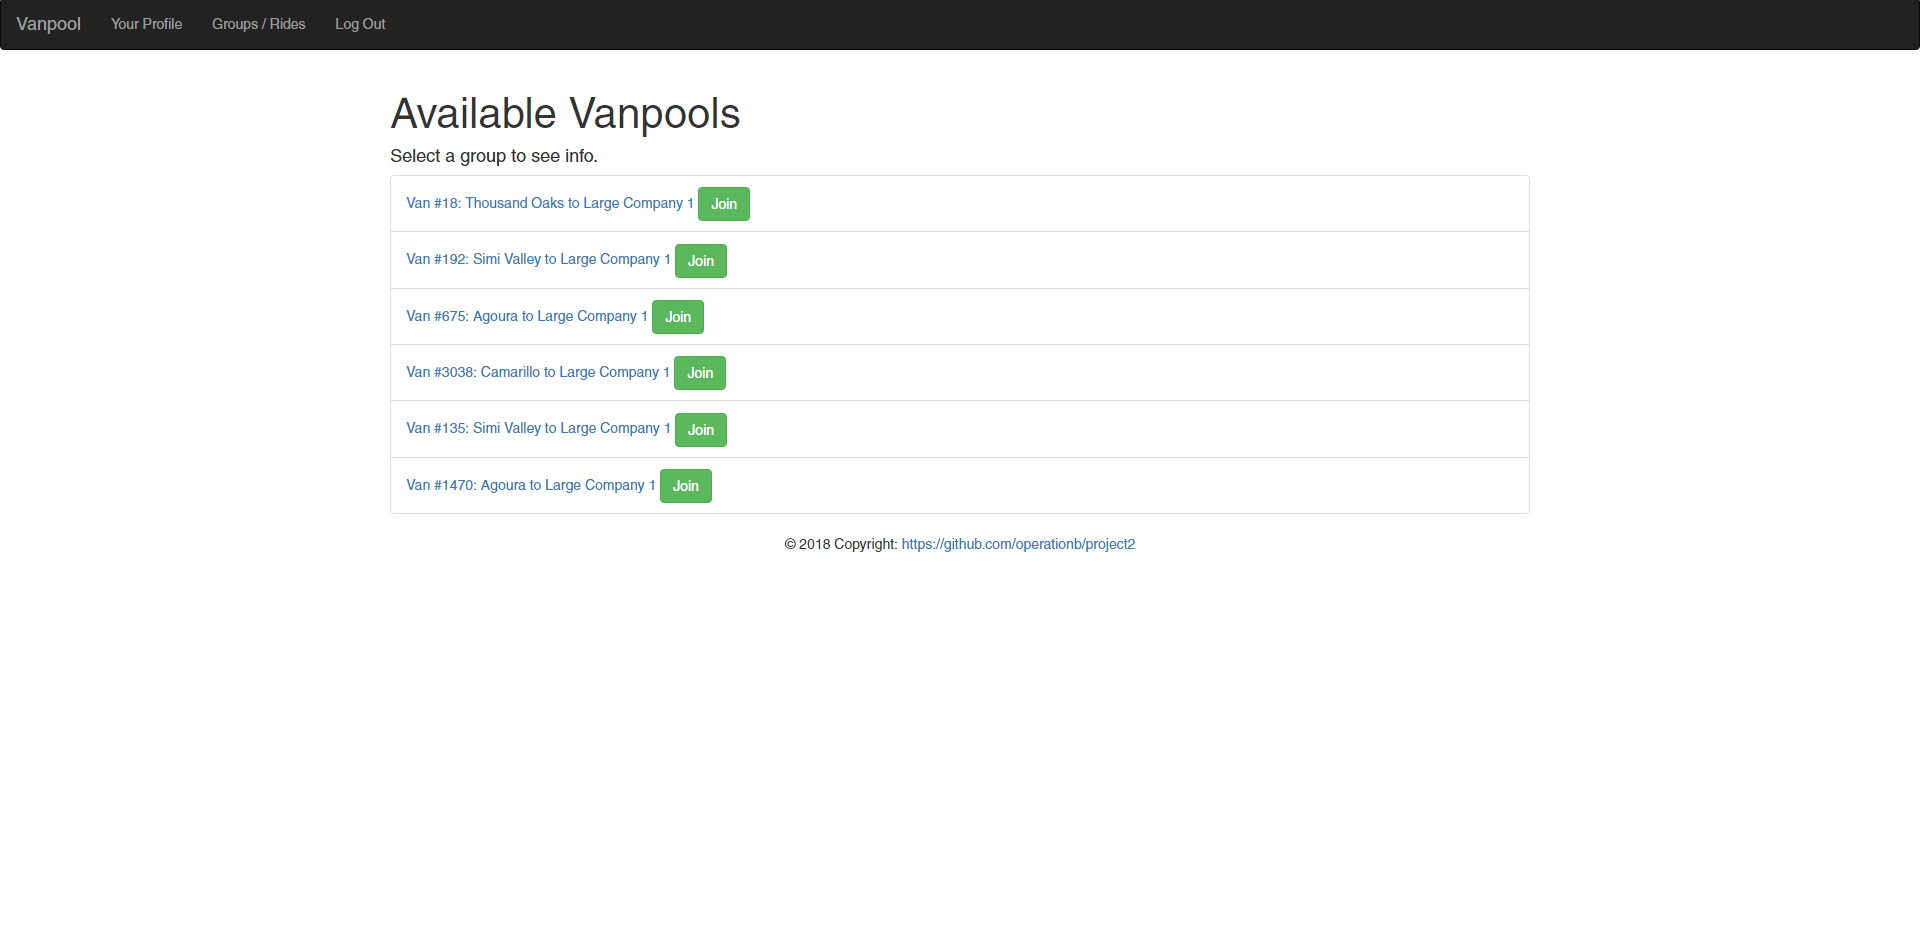 Vanpool Your Profile Groups / Rides Log Out
Available Vanpools
Select a group to see info.
Van #18: Thousand Oaks to Large Company 1 Join
Van #192: Simi Valley to Large Company 1 Join
Van #675: Agoura to Large Company 1 Join
Van #3038: Camarillo to Large Company 1 Join
Van #135: Simi Valley to Large Company 1 Join
Van #1470: Agoura to Large Company 1 Join
© 2018 Copyright: https://github.com/operationb/project2